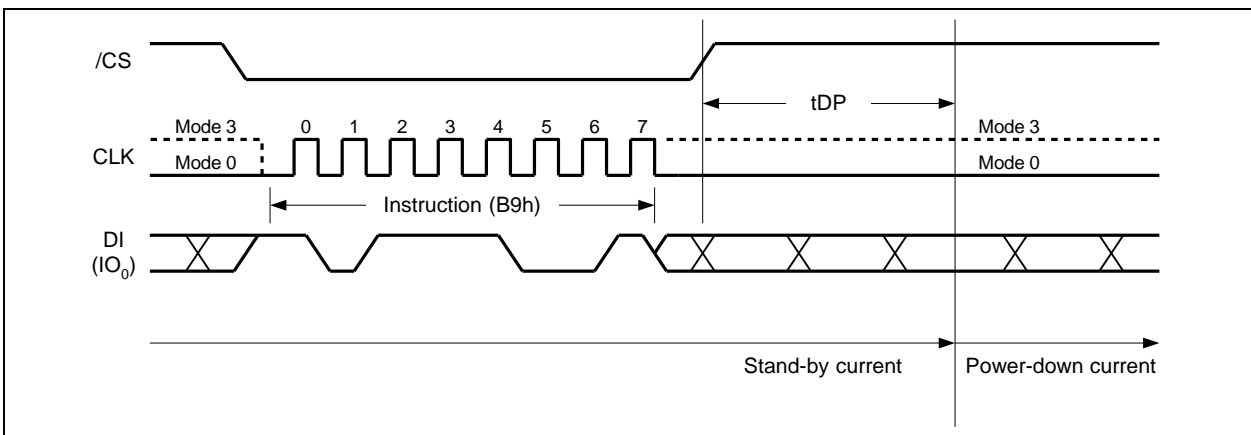 /CS
tDP
Mode 3 0 1 2 3 4 5 6 7 Mode 3
CLK
Mode 0 Mode 0
Instruction (B9h)
DI
(IO0)
Stand-by current Power-down current